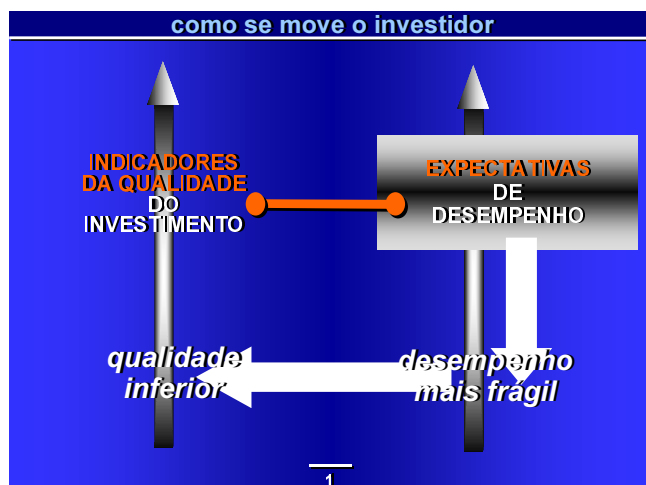 como se move o investidor
INDICADORES
DA QUALIDADE
DO
INVESTIMENTO
EXPECTATIVAS
DE
DESEMPENHO
qualidade
inferior
desempenho
mais frágil
1